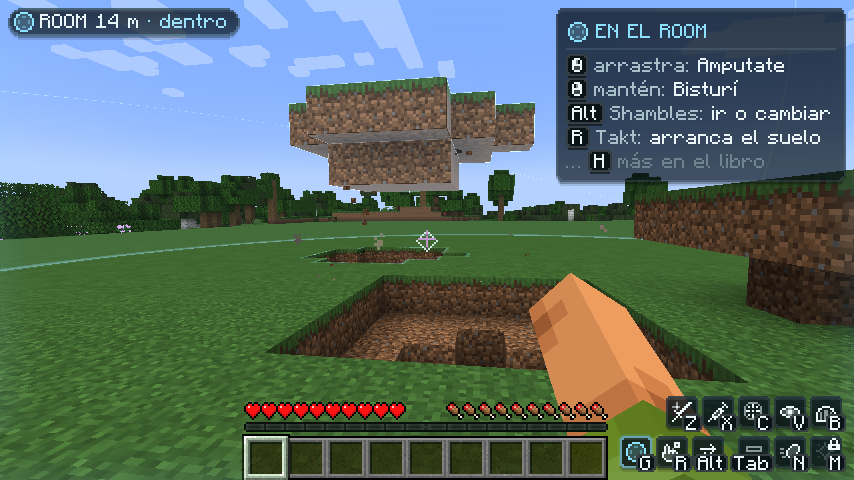 ROOM 14 m · dentro
EN EL ROOM
arrastra: Amputate
mantén: Bisturí
Alt Shambles: ir o cambiar
R Takt: arranca el suelo
... H más en el libro
Z X C V B
G R Alt Tab N M